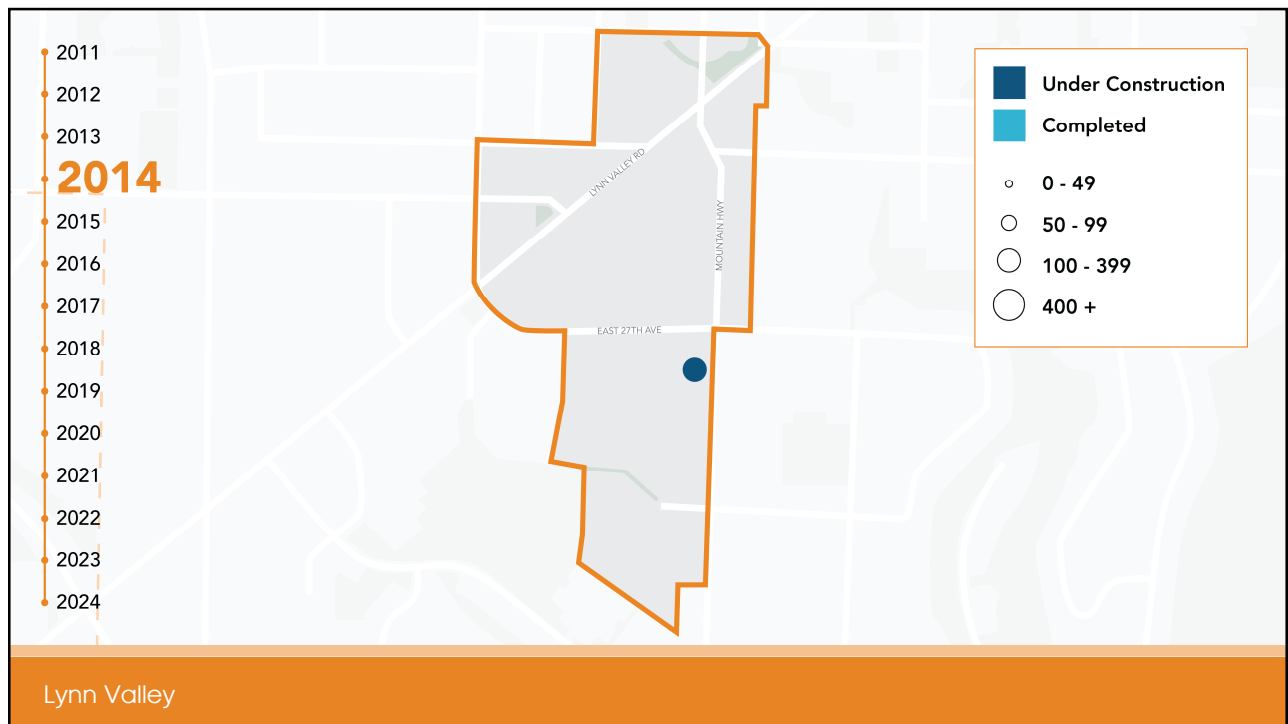 2011
2012
2013
2014
2015
2016
2017
2018
2019
2020
2021
2022
2023
2024
LYNN VALLEY RD
MOUNTAIN HWY
EAST 27TH AVE
Under Construction
Completed
0 - 49
50 - 99
100 - 399
400 +
Lynn Valley